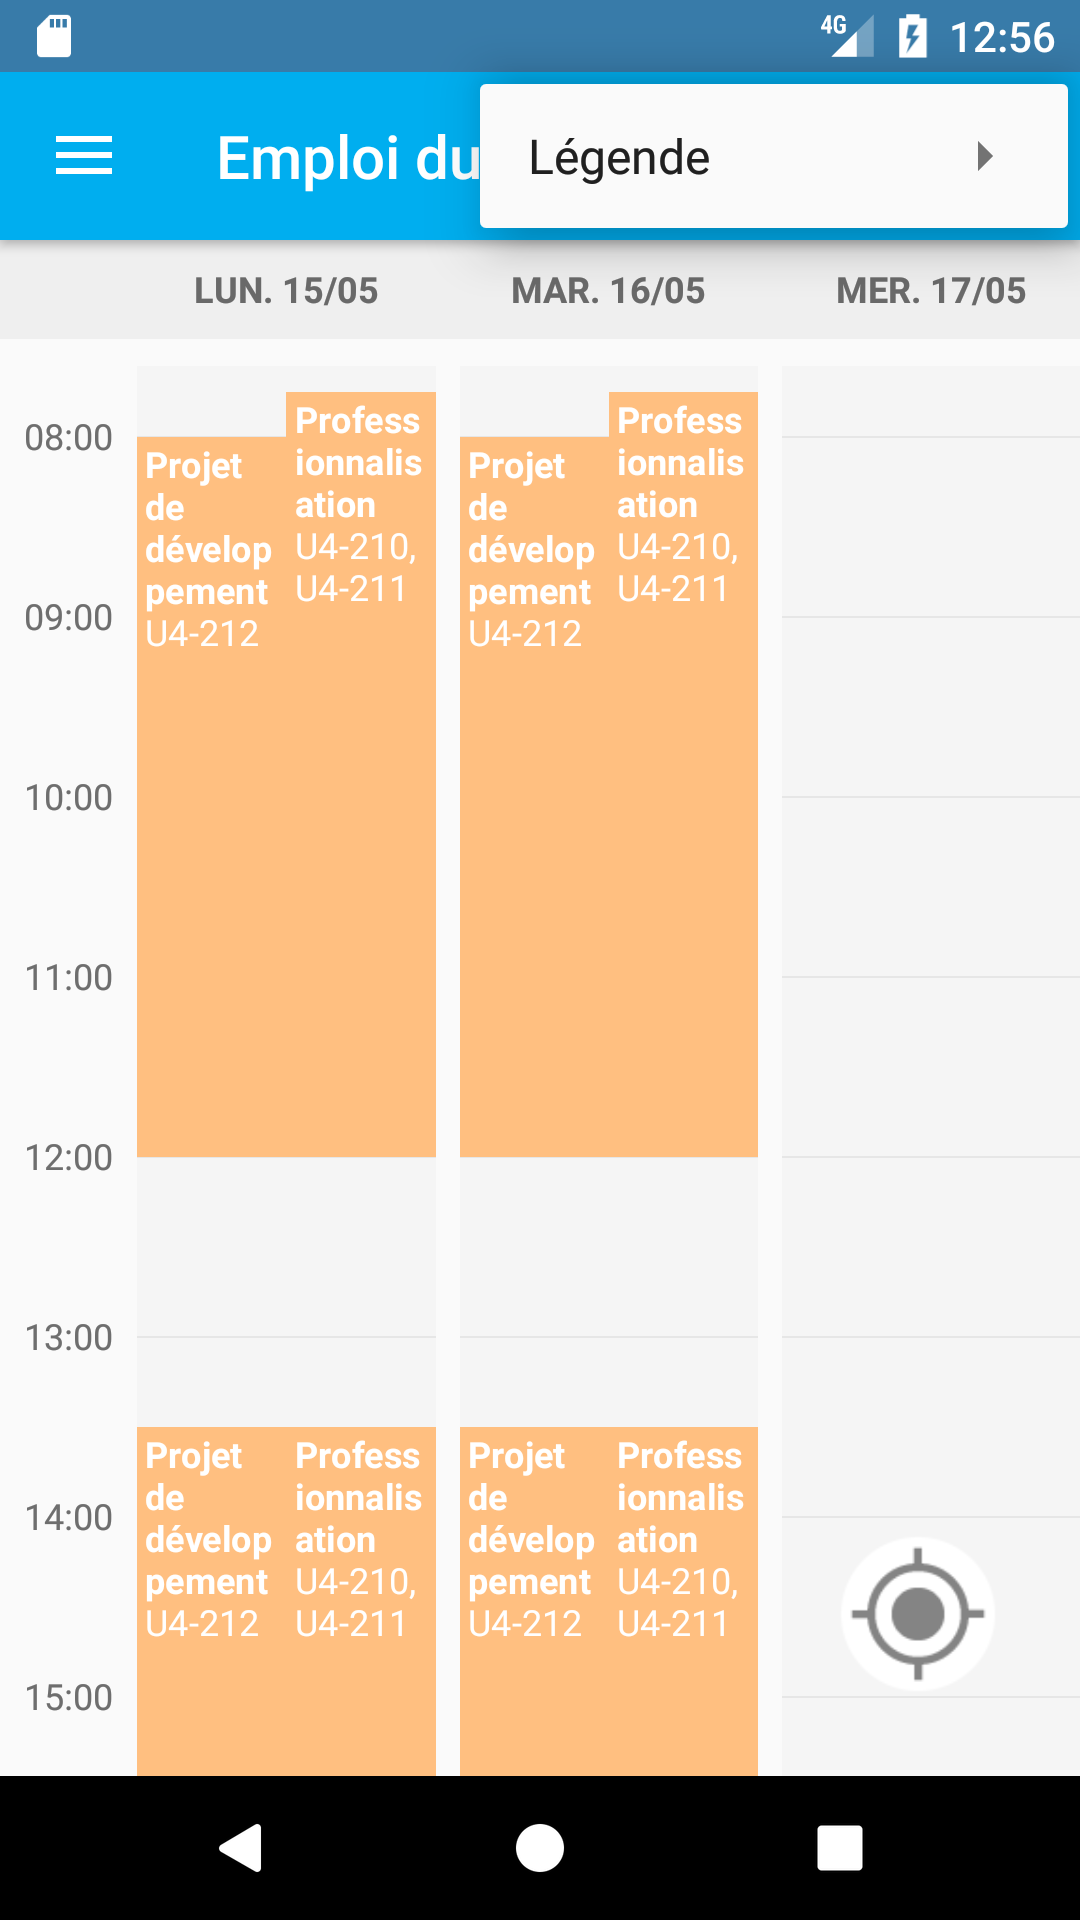 4G 12:56
Emploi du
Légende
LUN. 15/05 MAR. 16/05 MER. 17/05
08:00
09:00
10:00
11:00
12:00
13:00
14:00
15:00
Projet
de
dévelop
pement
U4-212
Profess
ionnalis
ation
U4-210,
U4-211
Projet
de
dévelop
pement
U4-212
Profess
ionnalis
ation
U4-210,
U4-211
Projet
de
dévelop
pement
U4-212
Profess
ionnalis
ation
U4-210,
U4-211
Projet
de
dévelop
pement
U4-212
Profess
ionnalis
ation
U4-210,
U4-211